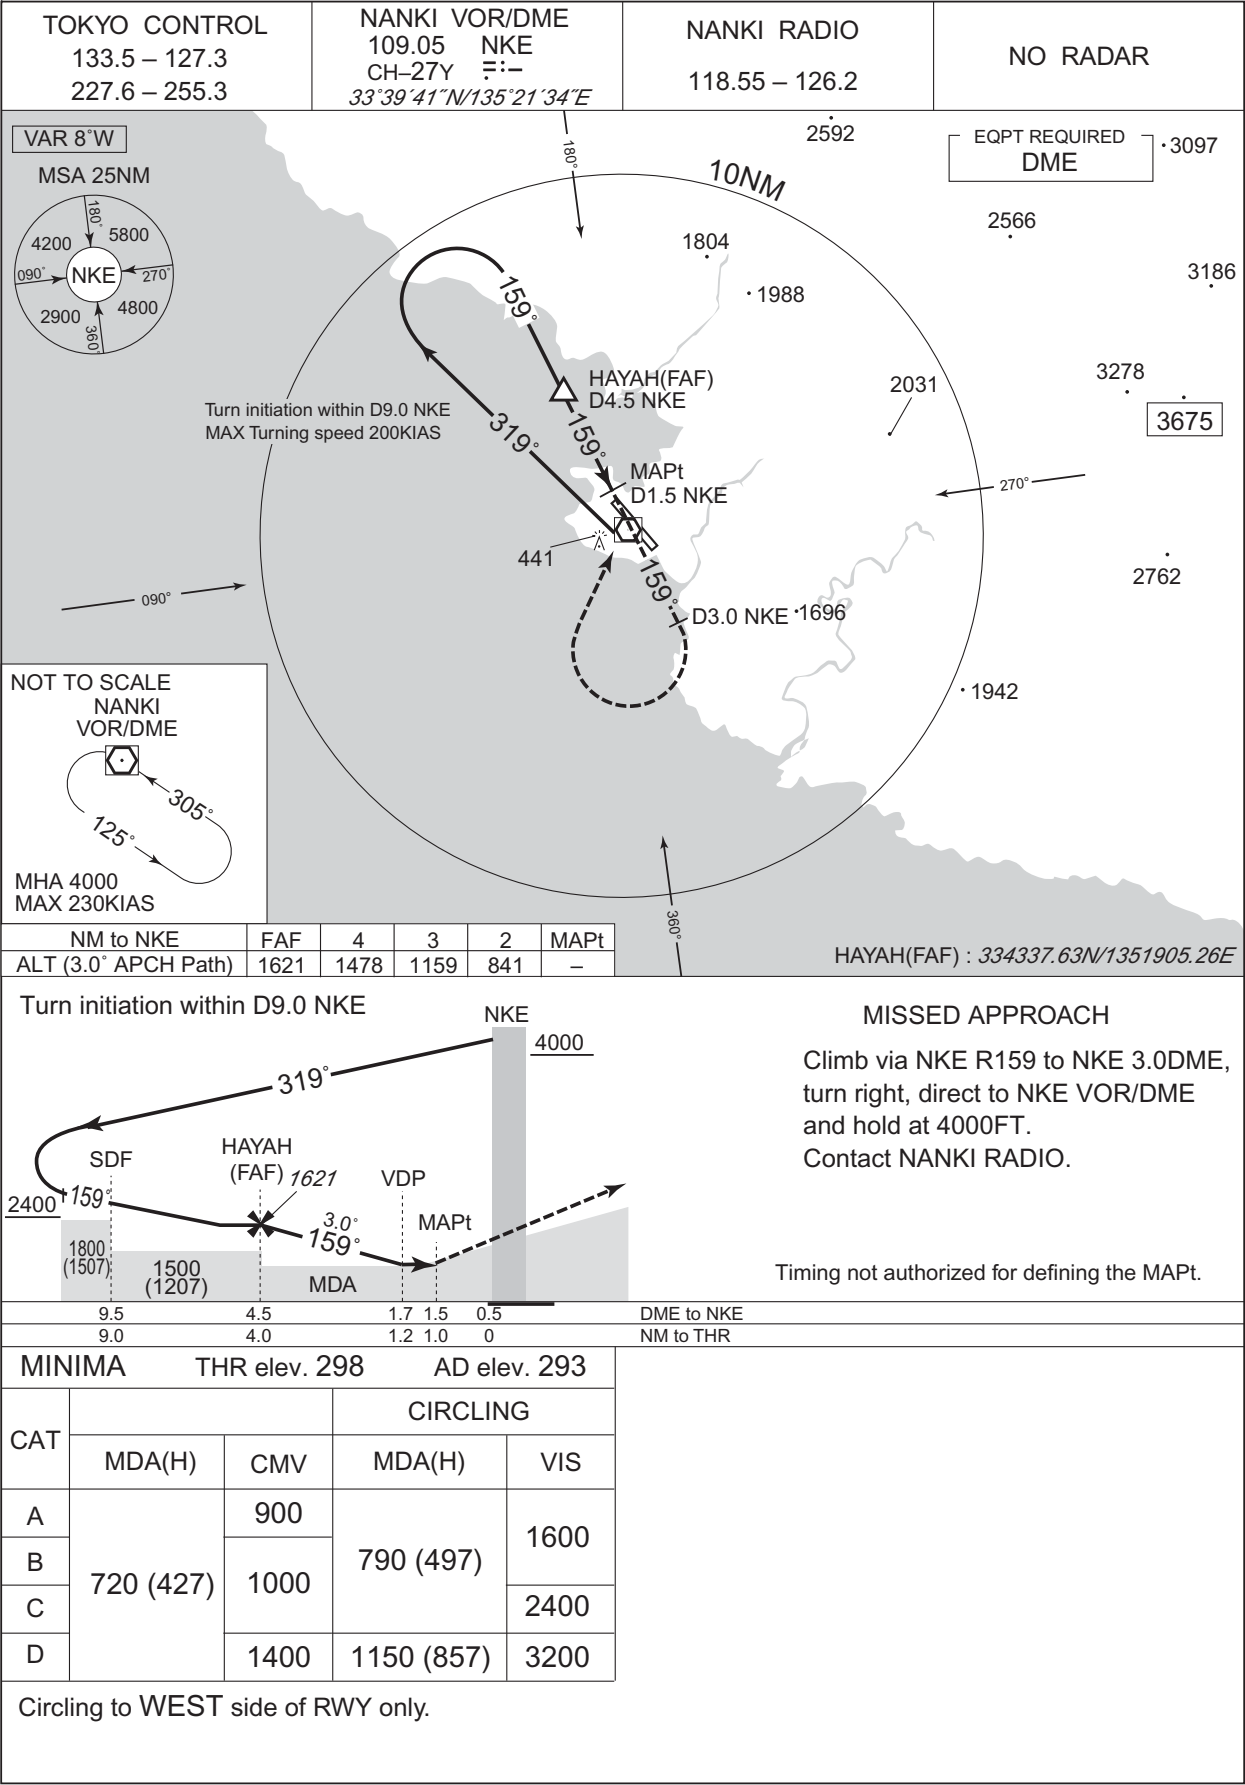 TOKYO CONTROL
133.5 – 127.3
227.6 – 255.3
NANKI VOR/DME
109.05 NKE
CH–27Y
33°39´41˝N/135°21´34˝E
NANKI RADIO
118.55 – 126.2
NO RADAR
VAR 8°W
MSA 25NM
180°
4200
5800
090°
NKE
270°
2900
4800
360°
180°
2592
EQPT REQUIRED
DME
3097
10NM
2566
1804
3186
1988
159°
3278
HAYAH(FAF)
D4.5 NKE
2031
3675
Turn initiation within D9.0 NKE
MAX Turning speed 200KIAS
319°
159°
MAPt
D1.5 NKE
270°
441
2762
090°
159°
D3.0 NKE
1696
1942
NOT TO SCALE
NANKI
VOR/DME
305°
125°
MHA 4000
MAX 230KIAS
360°
NM to NKE FAF 4 3 2 MAPt
ALT (3.0° APCH Path) 1621 1478 1159 841 –
HAYAH(FAF) : 334337.63N/1351905.26E
Turn initiation within D9.0 NKE
NKE
4000
319°
SDF
HAYAH
(FAF) 1621
VDP
2400
159°
3.0°
159°
MAPt
1800
(1507)
1500
(1207)
MDA
MISSED APPROACH
Climb via NKE R159 to NKE 3.0DME,
turn right, direct to NKE VOR/DME
and hold at 4000FT.
Contact NANKI RADIO.
Timing not authorized for defining the MAPt.
9.5 4.5 1.7 1.5 0.5 DME to NKE
9.0 4.0 1.2 1.0 0 NM to THR
MINIMA THR elev. 298 AD elev. 293
CAT
CIRCLING
MDA(H) CMV MDA(H) VIS
A
900
B
C
D
720 (427)
1000
1400
790 (497)
1150 (857)
1600
2400
3200
Circling to WEST side of RWY only.